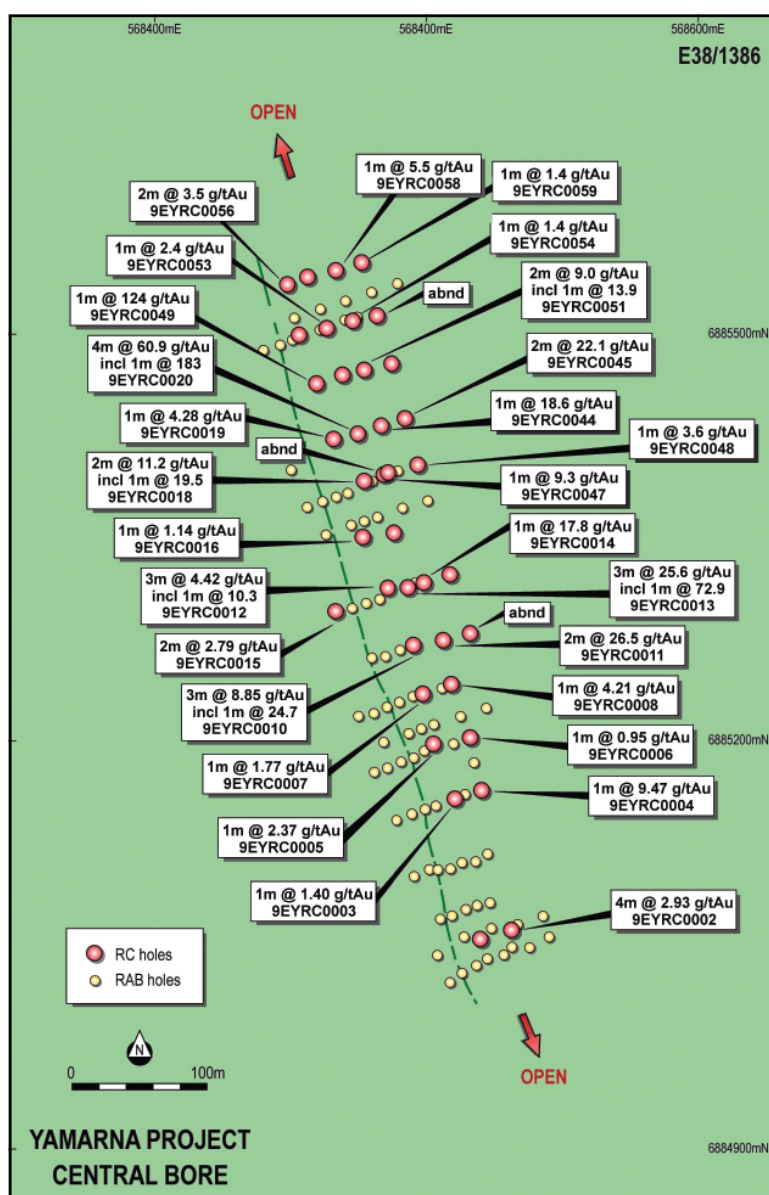 568400mE
568400mE
568600mE
E38/1386
OPEN
1m @ 5.5 g/tAu
9EYRC0058
1m @ 1.4 g/tAu
9EYRC0059
2m @ 3.5 g/tAu
9EYRC0056
1m @ 1.4 g/tAu
9EYRC0054
1m @ 2.4 g/tAu
9EYRC0053
abnd
2m @ 9.0 g/tAu
incl 1m @ 13.9
9EYRC0051
1m @ 124 g/tAu
9EYRC0049
6885500mN
4m @ 60.9 g/tAu
incl 1m @ 183
9EYRC0020
2m @ 22.1 g/tAu
9EYRC0045
1m @ 4.28 g/tAu
9EYRC0019
1m @ 18.6 g/tAu
9EYRC0044
abnd
1m @ 3.6 g/tAu
9EYRC0048
2m @ 11.2 g/tAu
incl 1m @ 19.5
9EYRC0018
1m @ 9.3 g/tAu
9EYRC0047
1m @ 1.14 g/tAu
9EYRC0016
1m @ 17.8 g/tAu
9EYRC0014
3m @ 4.42 g/tAu
incl 1m @ 10.3
9EYRC0012
3m @ 25.6 g/tAu
incl 1m @ 72.9
9EYRC0013
2m @ 2.79 g/tAu
9EYRC0015
abnd
2m @ 26.5 g/tAu
9EYRC0011
3m @ 8.85 g/tAu
incl 1m @ 24.7
9EYRC0010
1m @ 4.21 g/tAu
9EYRC0008
6885200mN
1m @ 1.77 g/tAu
9EYRC0007
1m @ 0.95 g/tAu
9EYRC0006
1m @ 9.47 g/tAu
9EYRC0004
1m @ 2.37 g/tAu
9EYRC0005
1m @ 1.40 g/tAu
9EYRC0003
4m @ 2.93 g/tAu
9EYRC0002
RC holes
RAB holes
N
0
100m
OPEN
YAMARNA PROJECT
CENTRAL BORE
6884900mN